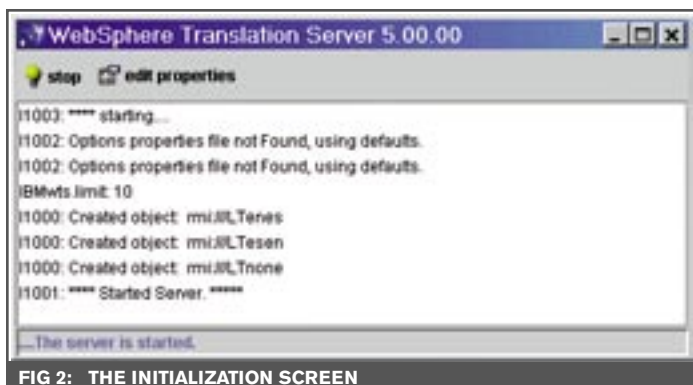 WebSphere Translation Server 5.00.00
stop edit properties
I1003: **** starting...
I1002: Options properties file not Found, using defaults.
I1002: Options properties file not Found, using defaults.
IBMwts.limit: 10
I1000: Created object: rmi:///LTenes
I1000: Created object: rmi:///LTesen
I1000: Created object: rmi:///LTnone
I1001: **** Started Server. *****
...The server is started.
FIG 2: THE INITIALIZATION SCREEN